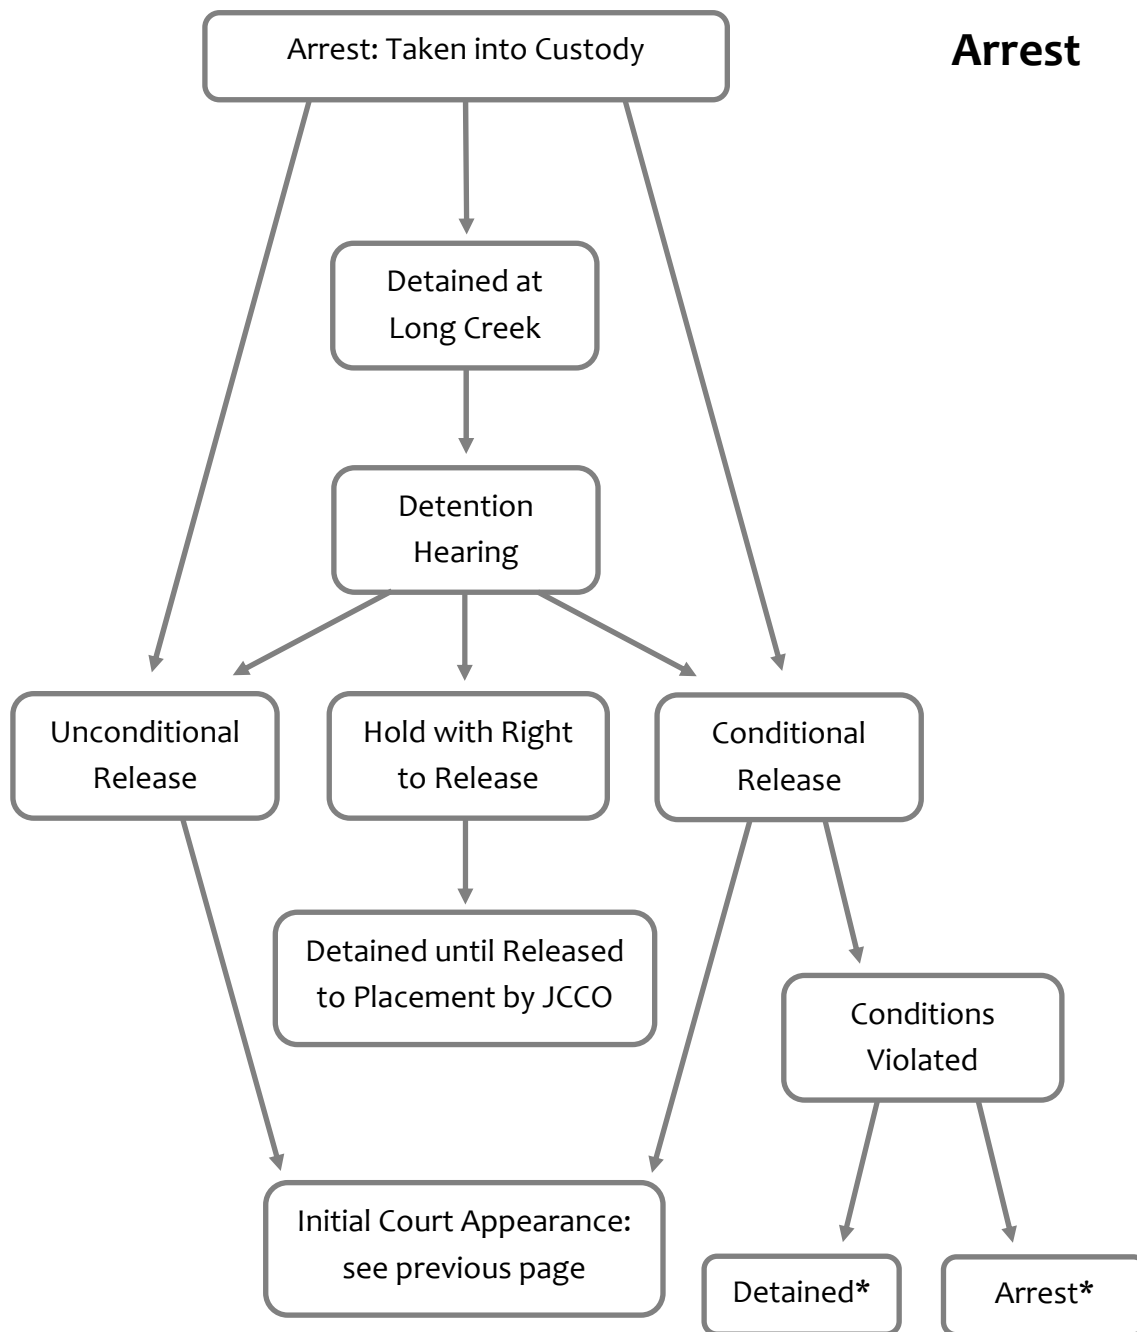 Arrest: Taken into Custody
Arrest
Detained at
Long Creek
Detention
Hearing
Unconditional
Release
Hold with Right
to Release
Conditional
Release
Detained until Released
to Placement by JCCO
Conditions
Violated
Initial Court Appearance:
see previous page
Detained*
Arrest*